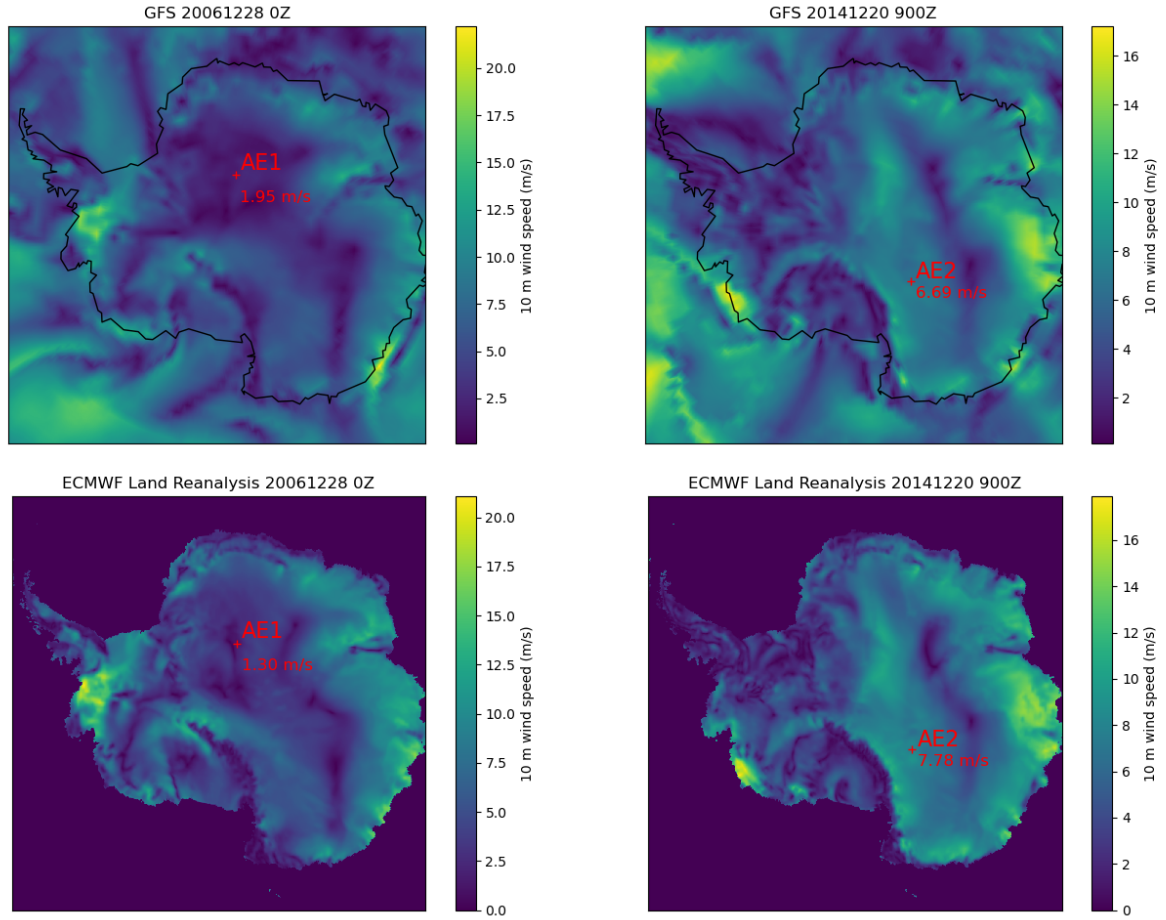 GFS 20061228 0Z
AE1
1.95 m/s
20.0
17.5
15.0
12.5
10.0
7.5
5.0
2.5
10 m wind speed (m/s)
GFS 20141220 900Z
AE2
6.69 m/s
16
14
12
10
8
6
4
2
10 m wind speed (m/s)
ECMWF Land Reanalysis 20061228 0Z
AE1
1.30 m/s
20.0
17.5
15.0
12.5
10.0
7.5
5.0
2.5
0.0
10 m wind speed (m/s)
ECMWF Land Reanalysis 20141220 900Z
AE2
7.78 m/s
16
14
12
10
8
6
4
2
0
10 m wind speed (m/s)